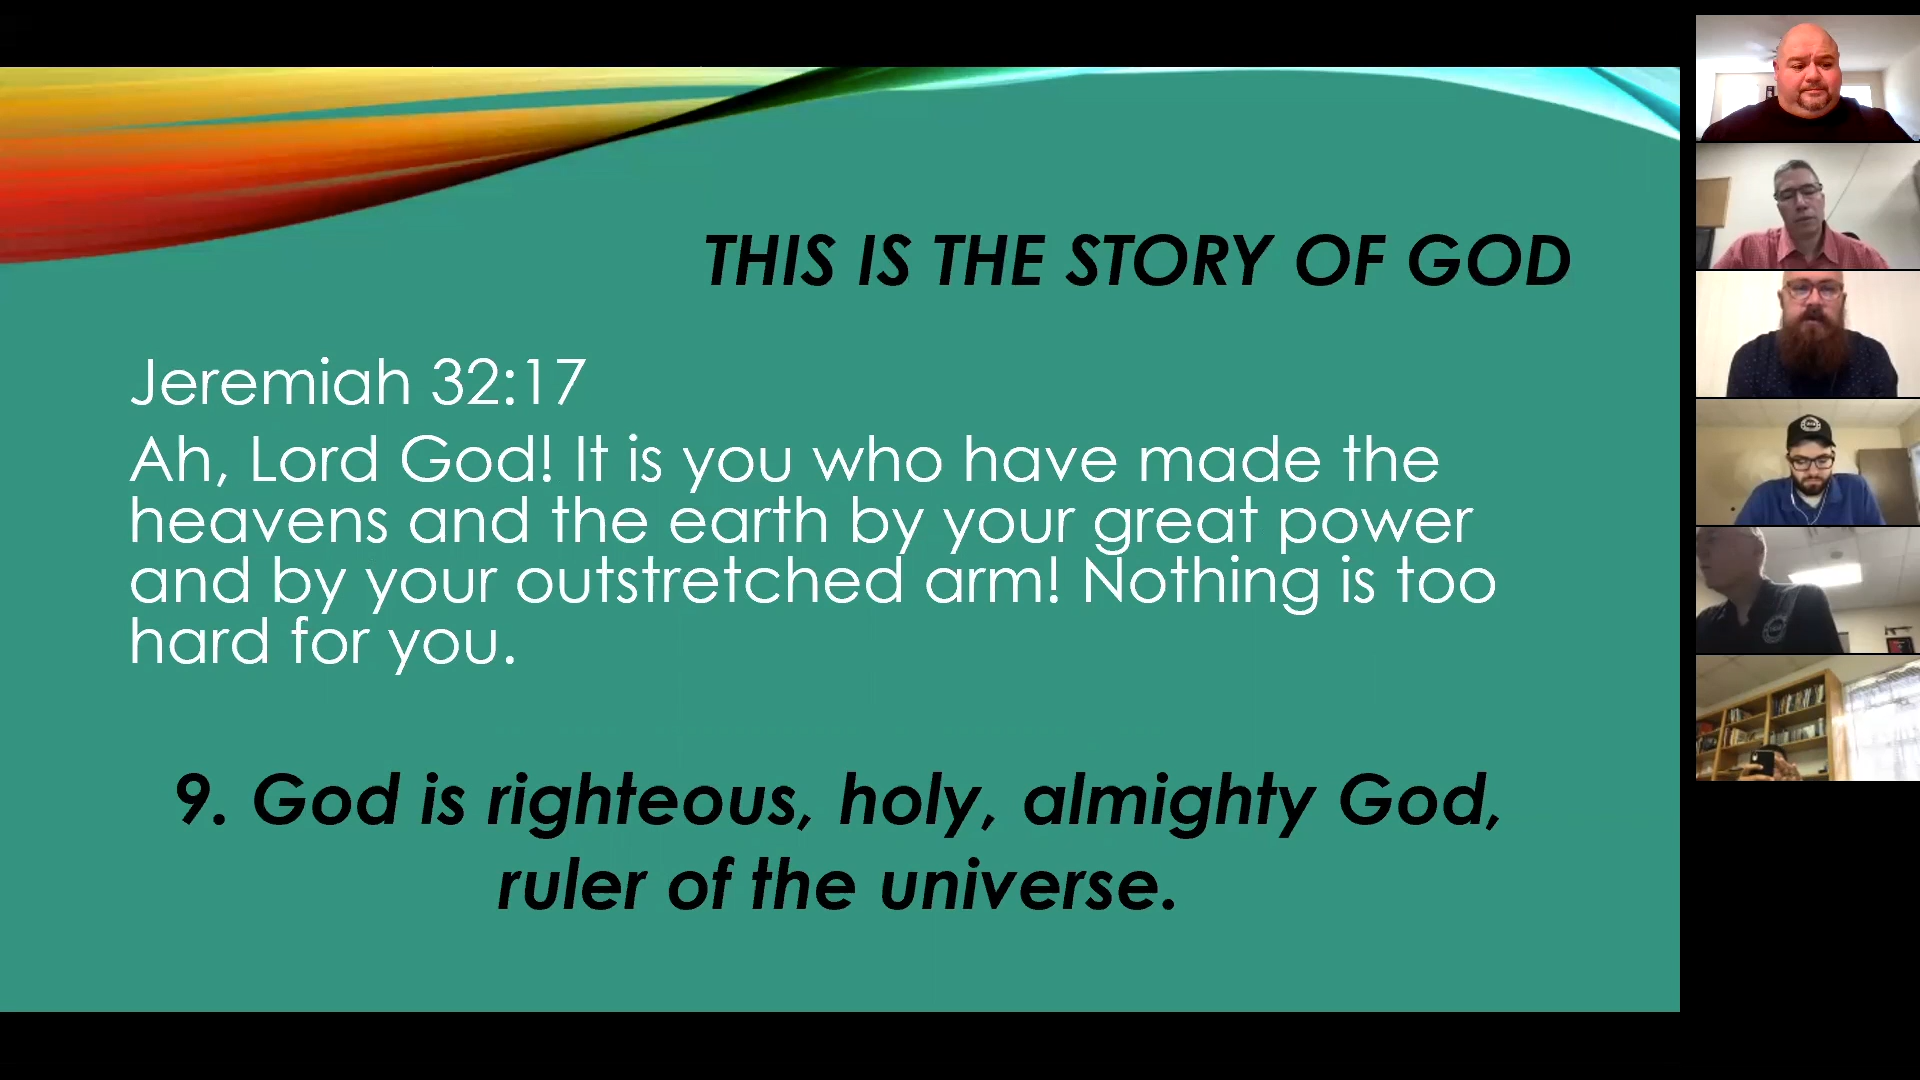 THIS IS THE STORY OF GOD
Jeremiah 32:17
Ah, Lord God! It is you who have made the
heavens and the earth by your great power
and by your outstretched arm! Nothing is too
hard for you.
9. God is righteous, holy, almighty God,
ruler of the universe.